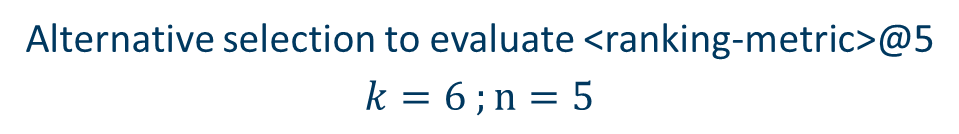 Alternative selection to evaluate <ranking-metric>@5
k = 6 ; n = 5